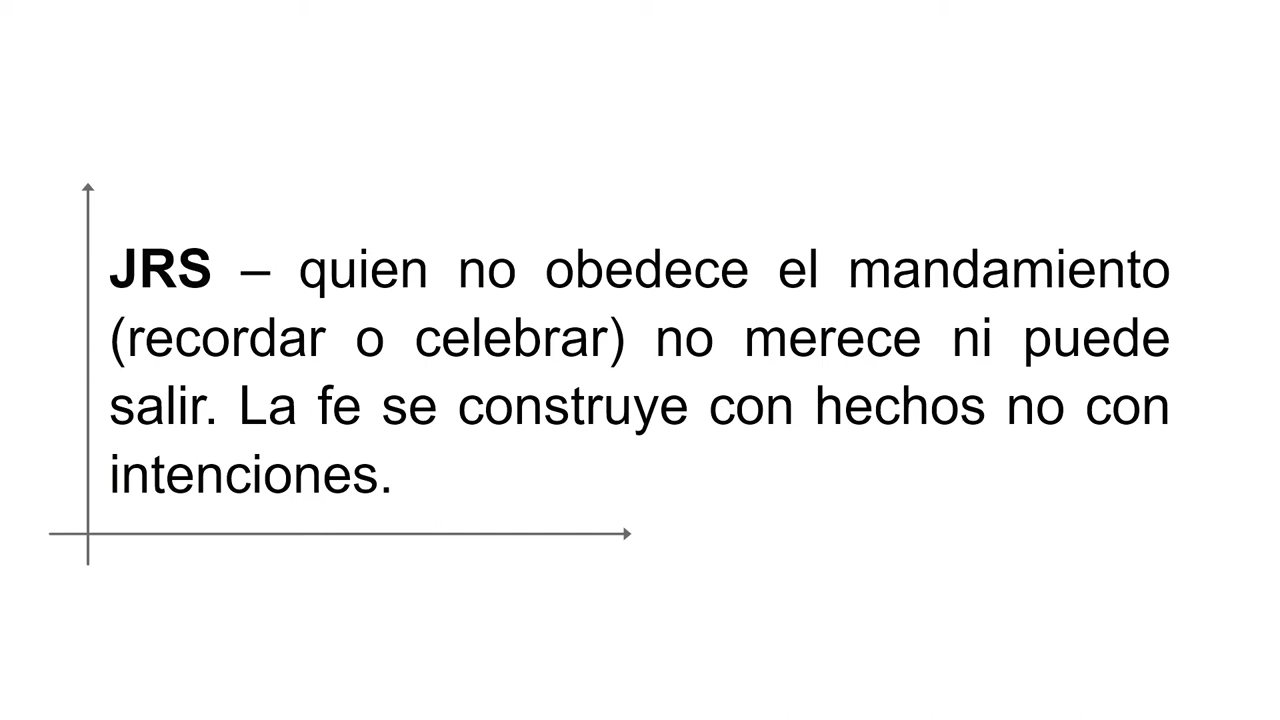 JRS – quien no obedece el mandamiento
(recordar o celebrar) no merece ni puede
salir. La fe se construye con hechos no con
intenciones.